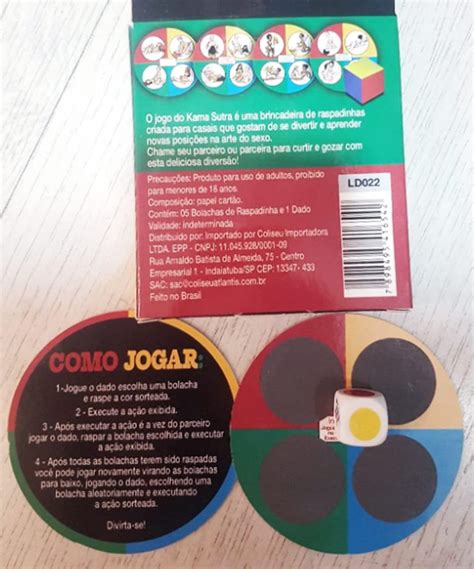 O jogo do Kama Sutra é uma brincadeira de raspadinhas
criada para casais que gostam de se divertir e aprender
novas posições na arte do sexo.
Chame seu parceiro ou parceira para curtir e gozar com
esta deliciosa diversão!
Precauções: Produto para uso de adultos, proibido
para menores de 18 anos.
Composição: papel cartão.
Contém: 05 Bolachas de Raspadinha e 1 Dado
Validade: indeterminada
Distribuido por: Importado por Coliseu Importadora
LTDA. EPP - CNPJ: 11.045.928/0001-09
Rua Arnaldo Batista de Almeida, 75 - Centro
Empresarial 1 - Indaiatuba/SP CEP: 13347- 433
SAC: sac@coliseuatlantis.com.br
Feito no Brasil
LD022
COMO JOGAR:
1-Jogue o dado escolha uma bolacha
e raspe a cor sorteada.
2 - Execute a ação exibida.
3 - Após executar a ação é a vez do parceiro
jogar o dado, raspar a bolacha escolhida e executar
a ação exibida.
4 - Após todas as bolachas terem sido raspadas
você pode jogar novamente virando as bolachas
para baixo, jogando o dado, escolhendo uma
bolacha aleatoriamente e executando
a ação sorteada.
Divirta-se!